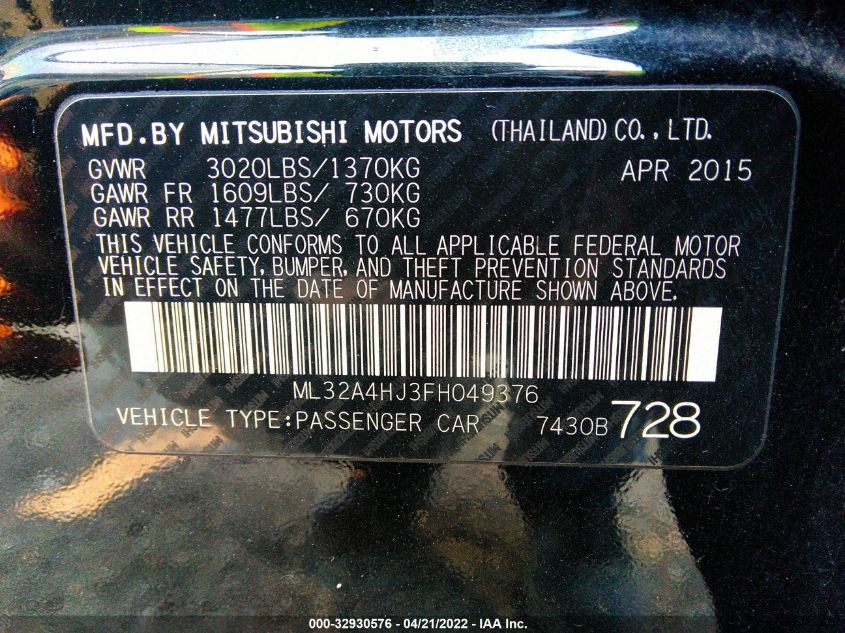 MFD.BY MITSUBISHI MOTORS (THAILAND) CO., LTD.
GVWR 3020LBS/1370KG APR 2015
GAWR FR 1609LBS/ 730KG
GAWR RR 1477LBS/ 670KG
THIS VEHICLE CONFORMS TO ALL APPLICABLE FEDERAL MOTOR
VEHICLE SAFETY, BUMPER, AND THEFT PREVENTION STANDARDS
IN EFFECT ON THE DATE OF MANUFACTURE SHOWN ABOVE.
ML32A4HJ3FH049376
VEHICLE TYPE:PASSENGER CAR 7430B 728
000-32930576 - 04/21/2022 - IAA Inc.